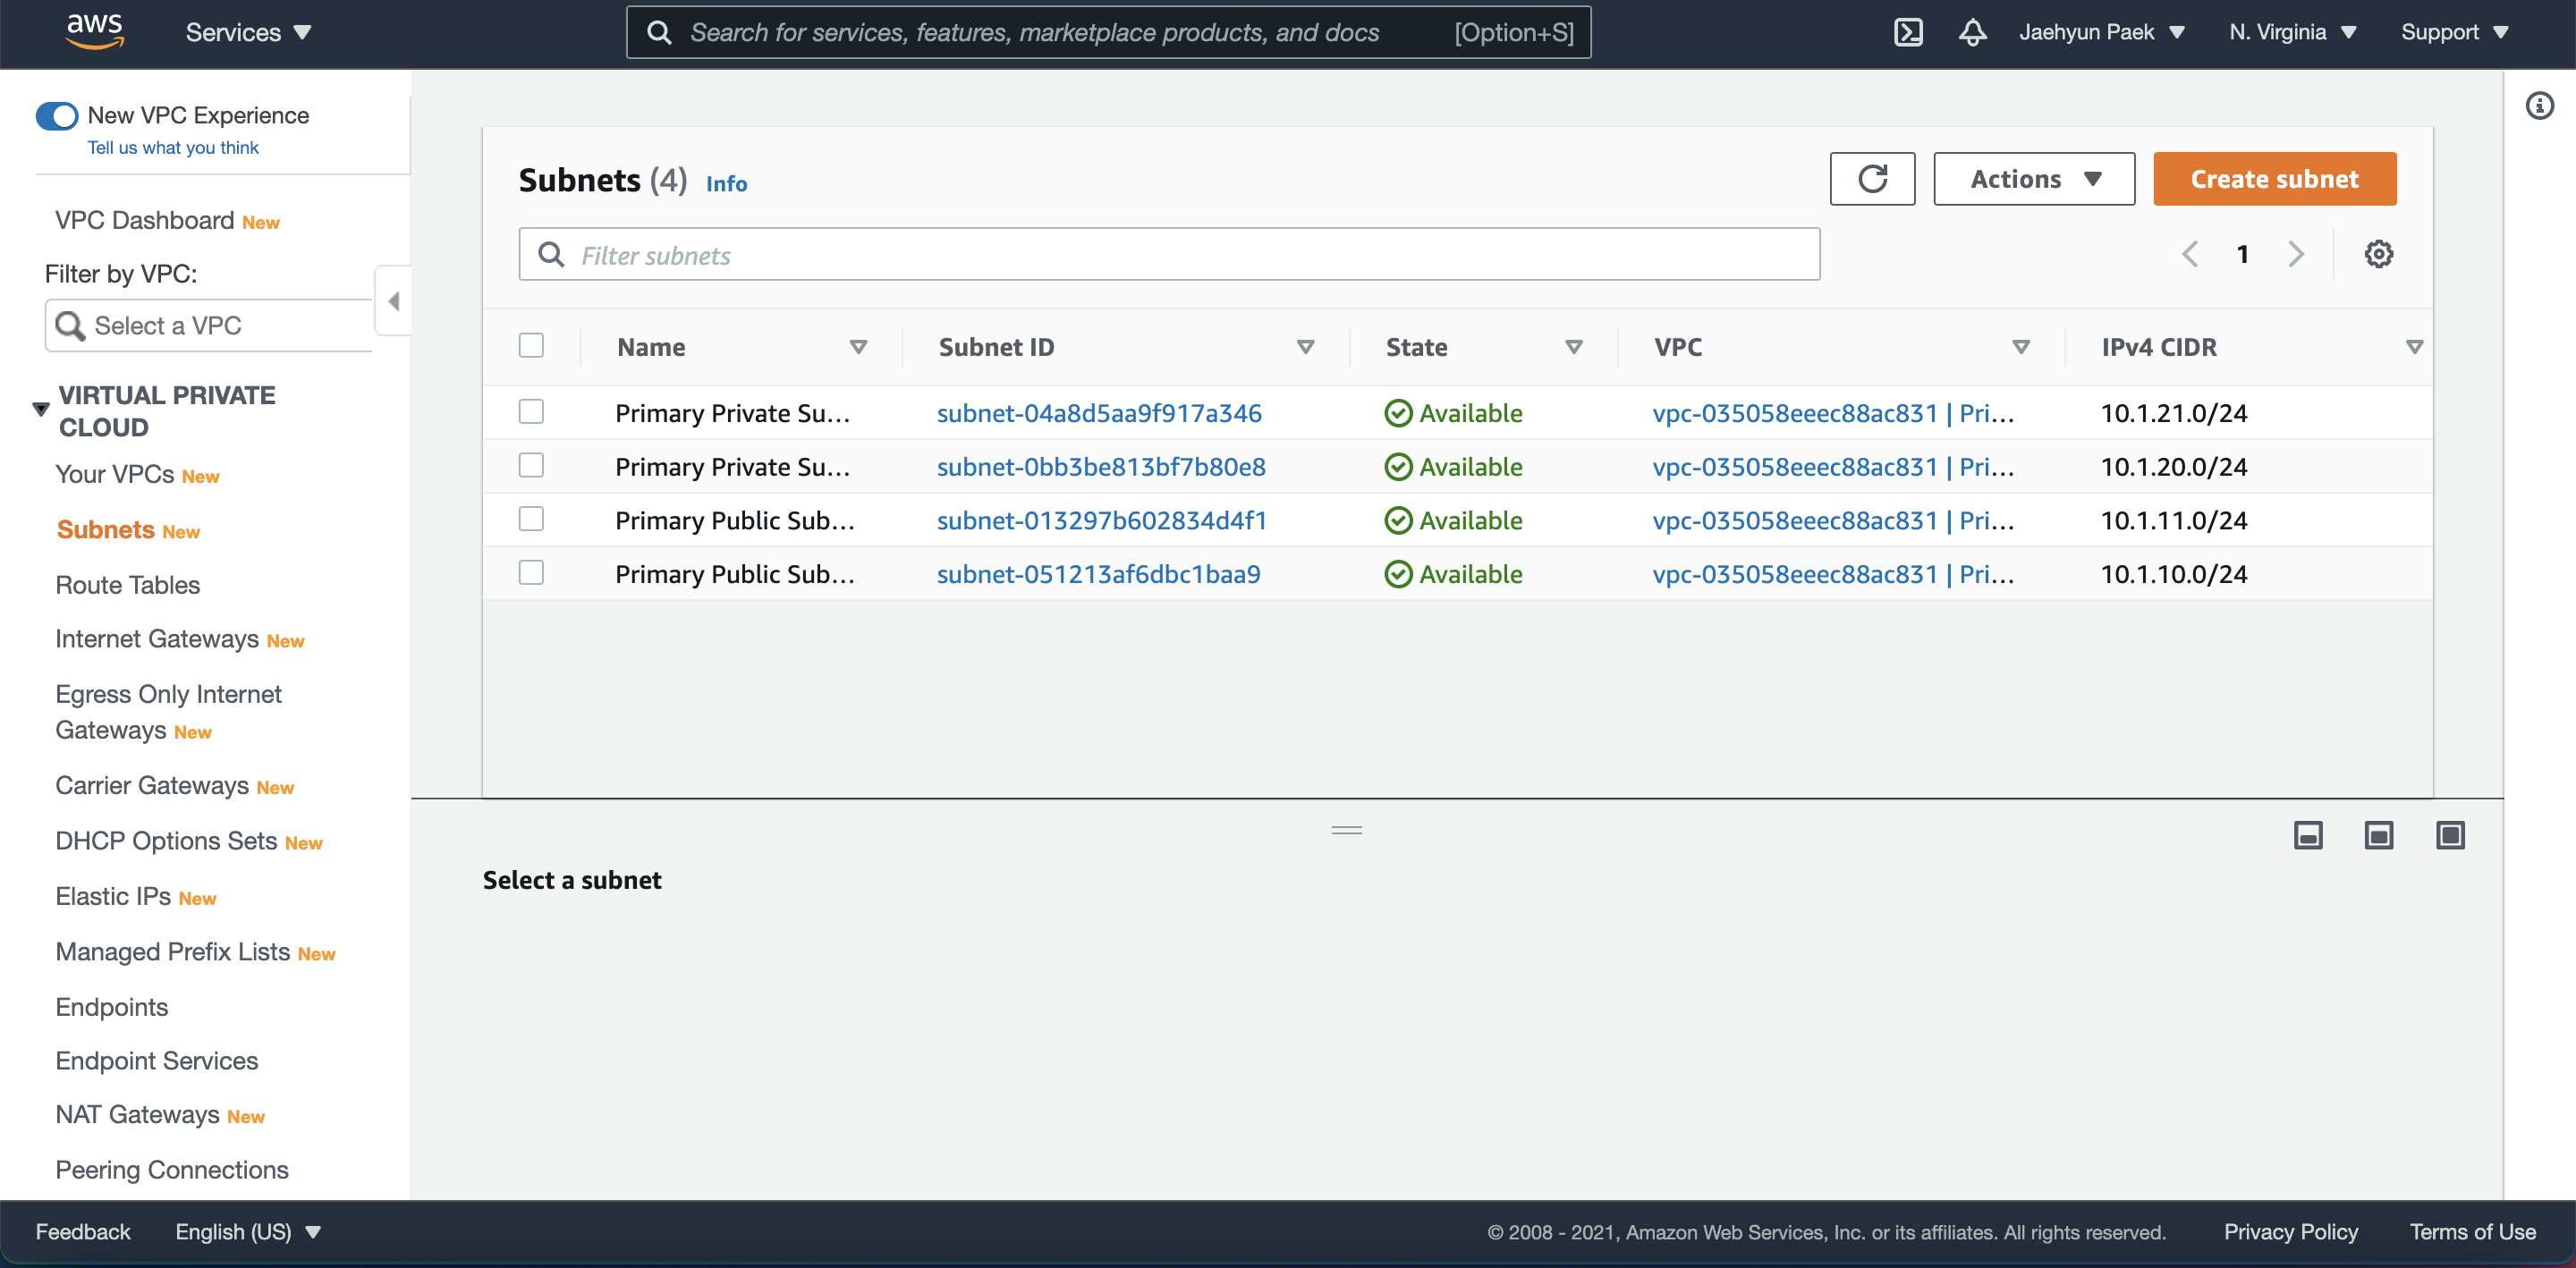 aws Services Search for services, features, marketplace products, and docs [Option+S] Jaehyun Paek N. Virginia Support
New VPC Experience
Tell us what you think
VPC Dashboard New
Filter by VPC:
Select a VPC
VIRTUAL PRIVATE
CLOUD
Your VPCs New
Subnets New
Route Tables
Internet Gateways New
Egress Only Internet
Gateways New
Carrier Gateways New
DHCP Options Sets New
Elastic IPs New
Managed Prefix Lists New
Endpoints
Endpoint Services
NAT Gateways New
Peering Connections
Subnets (4) Info Actions Create subnet
Filter subnets 1
Name Subnet ID State VPC IPv4 CIDR
Primary Private Su... subnet-04a8d5aa9f917a346 Available vpc-035058eeec88ac831 | Pri... 10.1.21.0/24
Primary Private Su... subnet-0bb3be813bf7b80e8 Available vpc-035058eeec88ac831 | Pri... 10.1.20.0/24
Primary Public Sub... subnet-013297b602834d4f1 Available vpc-035058eeec88ac831 | Pri... 10.1.11.0/24
Primary Public Sub... subnet-051213af6dbc1baa9 Available vpc-035058eeec88ac831 | Pri... 10.1.10.0/24
Select a subnet
Feedback English (US) © 2008 - 2021, Amazon Web Services, Inc. or its affiliates. All rights reserved. Privacy Policy Terms of Use